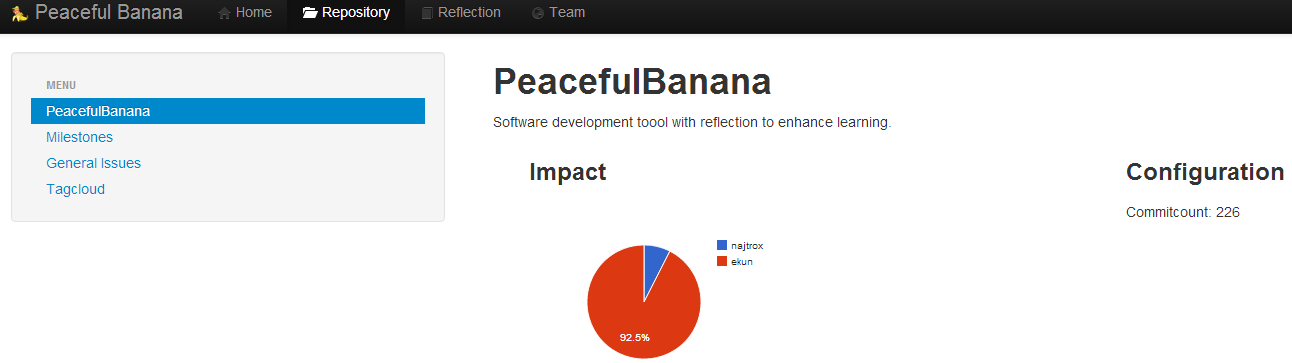 Peaceful Banana Home Repository Reflection Team
MENU
PeacefulBanana
Milestones
General Issues
Tagcloud
PeacefulBanana
Software development toool with reflection to enhance learning.
Impact
najtrox
ekun
92.5%
Configuration
Commitcount: 226